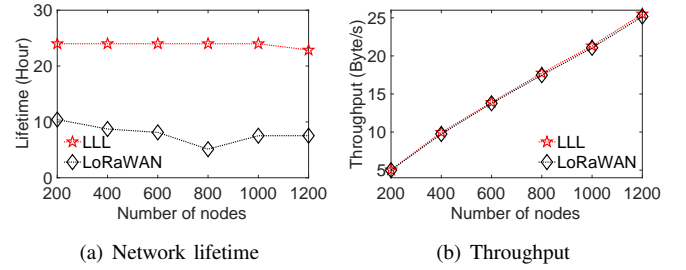 Lifetime (Hour)
30
20
10
0
LLL
LoRaWAN
200 400 600 800 1000 1200
Number of nodes
(a) Network lifetime
Throughput (Byte/s)
25
20
15
10
5
LLL
LoRaWAN
200 400 600 800 1000 1200
Number of nodes
(b) Throughput